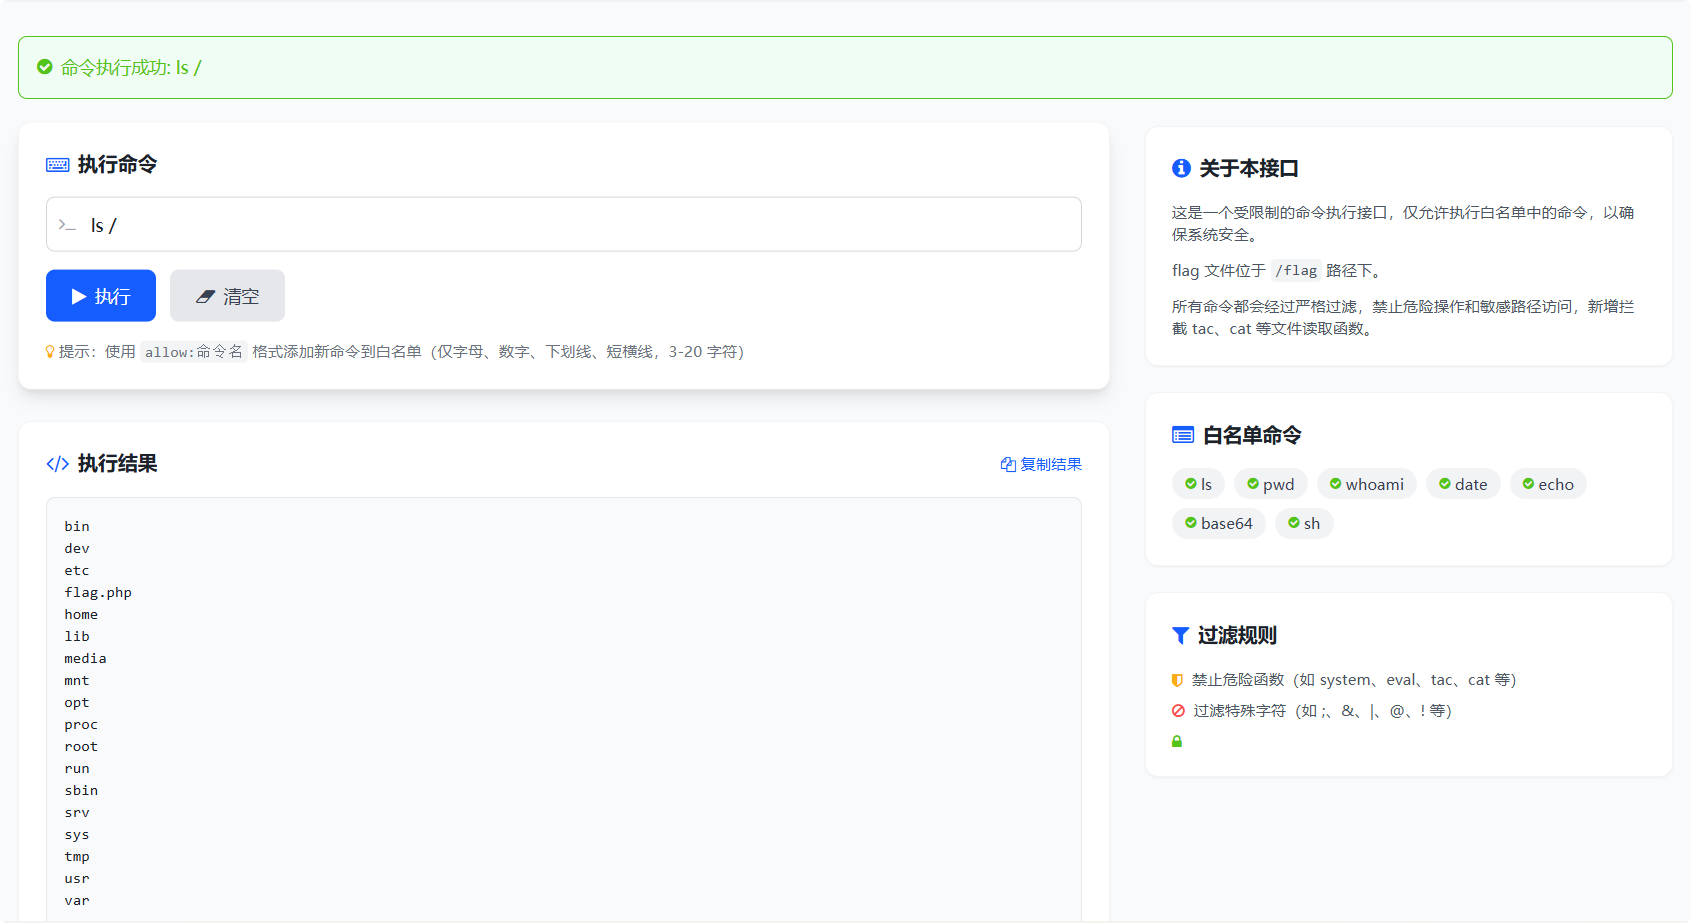 命令执行成功: ls /
执行命令
>_ ls /
执行
清空
提示：使用 allow:命令名 格式添加新命令到白名单（仅字母、数字、下划线、短横线，3-20 字符）
执行结果
复制结果
bin
dev
etc
flag.php
home
lib
media
mnt
opt
proc
root
run
sbin
srv
sys
tmp
usr
var
关于本接口
这是一个受限制的命令执行接口，仅允许执行白名单中的命令，以确
保系统安全。
flag 文件位于 /flag 路径下。
所有命令都会经过严格过滤，禁止危险操作和敏感路径访问，新增拦
截 tac、cat 等文件读取函数。
白名单命令
ls pwd whoami date echo
base64 sh
过滤规则
禁止危险函数（如 system、eval、tac、cat 等）
过滤特殊字符（如 ;、&、|、@、! 等）